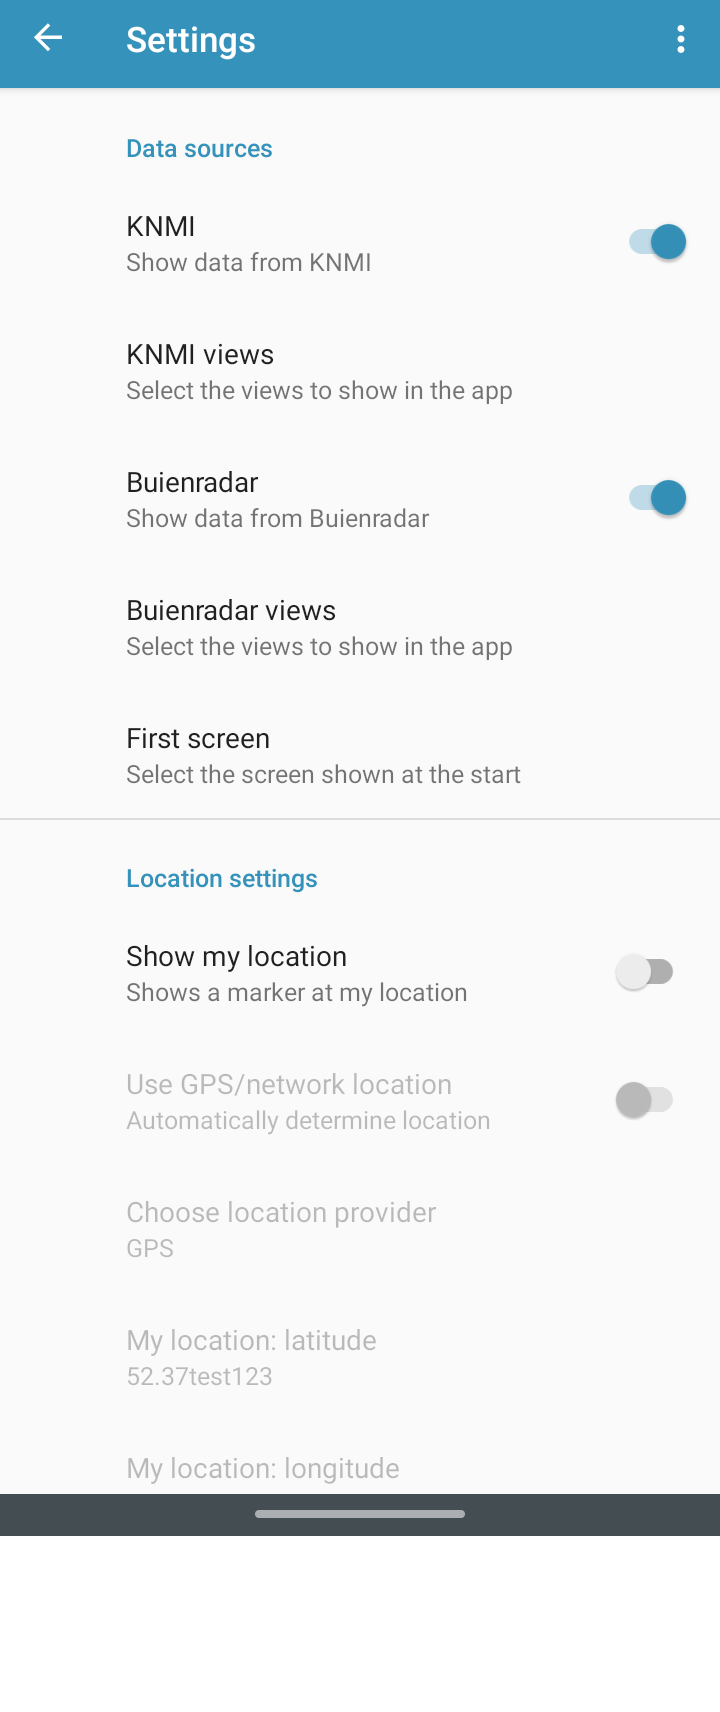 Settings
Data sources
KNMI
Show data from KNMI
KNMI views
Select the views to show in the app
Buienradar
Show data from Buienradar
Buienradar views
Select the views to show in the app
First screen
Select the screen shown at the start
Location settings
Show my location
Shows a marker at my location
Use GPS/network location
Automatically determine location
Choose location provider
GPS
My location: latitude
52.37test123
My location: longitude